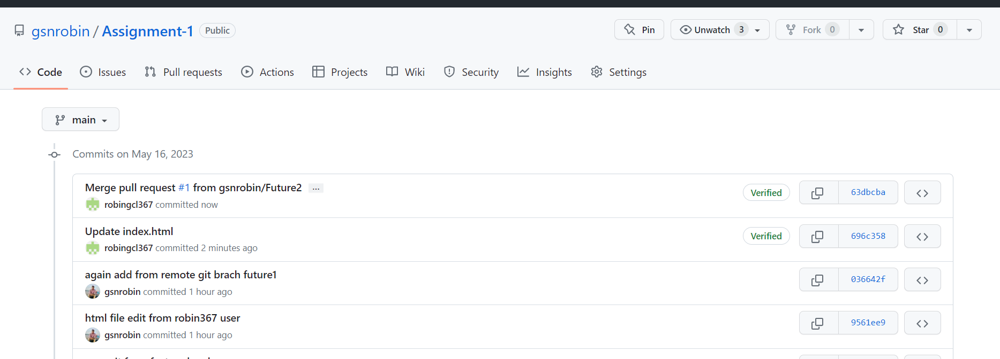 gsnrobin / Assignment-1 Public
Pin Unwatch 3 Fork 0 Star 0
Code Issues Pull requests Actions Projects Wiki Security Insights Settings
main
Commits on May 16, 2023
Merge pull request #1 from gsnrobin/Future2 ...
robingcl367 committed now
Verified 63dbcba
Update index.html
robingcl367 committed 2 minutes ago
Verified 696c358
again add from remote git brach future1
gsnrobin committed 1 hour ago
036642f
html file edit from robin367 user
gsnrobin committed 1 hour ago
9561ee9